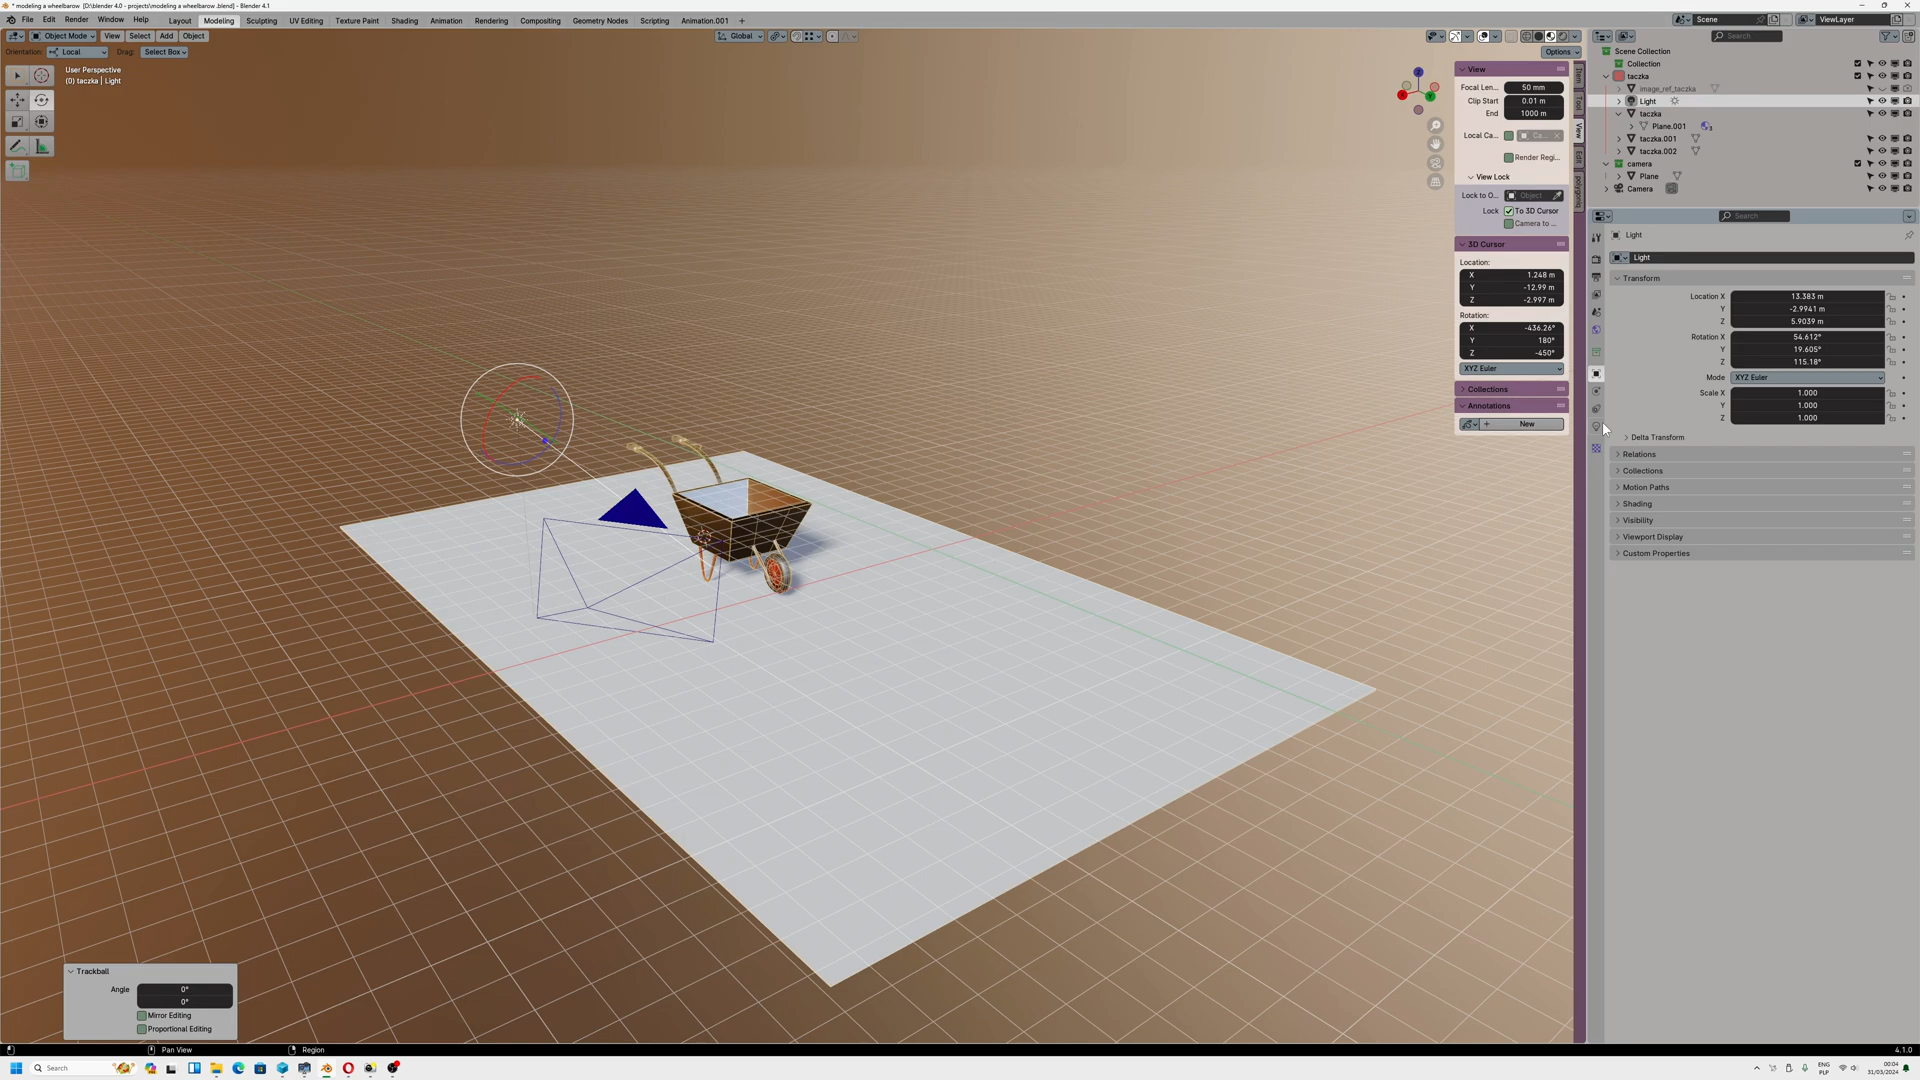 * modeling a wheelbarow [D:\blender 4.0 - projects\modeling a wheelbarow .blend] - Blender 4.1
File Edit Render Window Help Layout Modeling Sculpting UV Editing Texture Paint Shading Animation Rendering Compositing Geometry Nodes Scripting Animation.001 + Scene ViewLayer
Object Mode View Select Add Object Global Search
Orientation: Local Drag: Select Box Options
User Perspective
(0) taczka | Light
View
Focal Len... 50 mm
Clip Start 0.01 m
End 1000 m
Local Ca... Ca...
Render Regi...
View Lock
Lock to O... Object
Lock To 3D Cursor
Camera to ...
3D Cursor
Location:
X 1.248 m
Y -12.99 m
Z -2.997 m
Rotation:
X -436.26°
Y 180°
Z -450°
XYZ Euler
Collections
Annotations
+ New
Item
Tool
View
Edit
Scene Collection
Collection
taczka
image_ref_taczka
Light
taczka
Plane.001 3
taczka.001
taczka.002
camera
Plane
Camera
Search
Light
Light
Transform
Location X 13.383 m
Y -2.9941 m
Z 5.9039 m
Rotation X 54.612°
Y 19.605°
Z 115.18°
Mode XYZ Euler
Scale X 1.000
Y 1.000
Z 1.000
Delta Transform
Relations
Collections
Motion Paths
Shading
Visibility
Viewport Display
Custom Properties
Trackball
Angle 0°
0°
Mirror Editing
Proportional Editing
Pan View Region 4.1.0
Search
ENG
PLP
00:04
31/03/2024